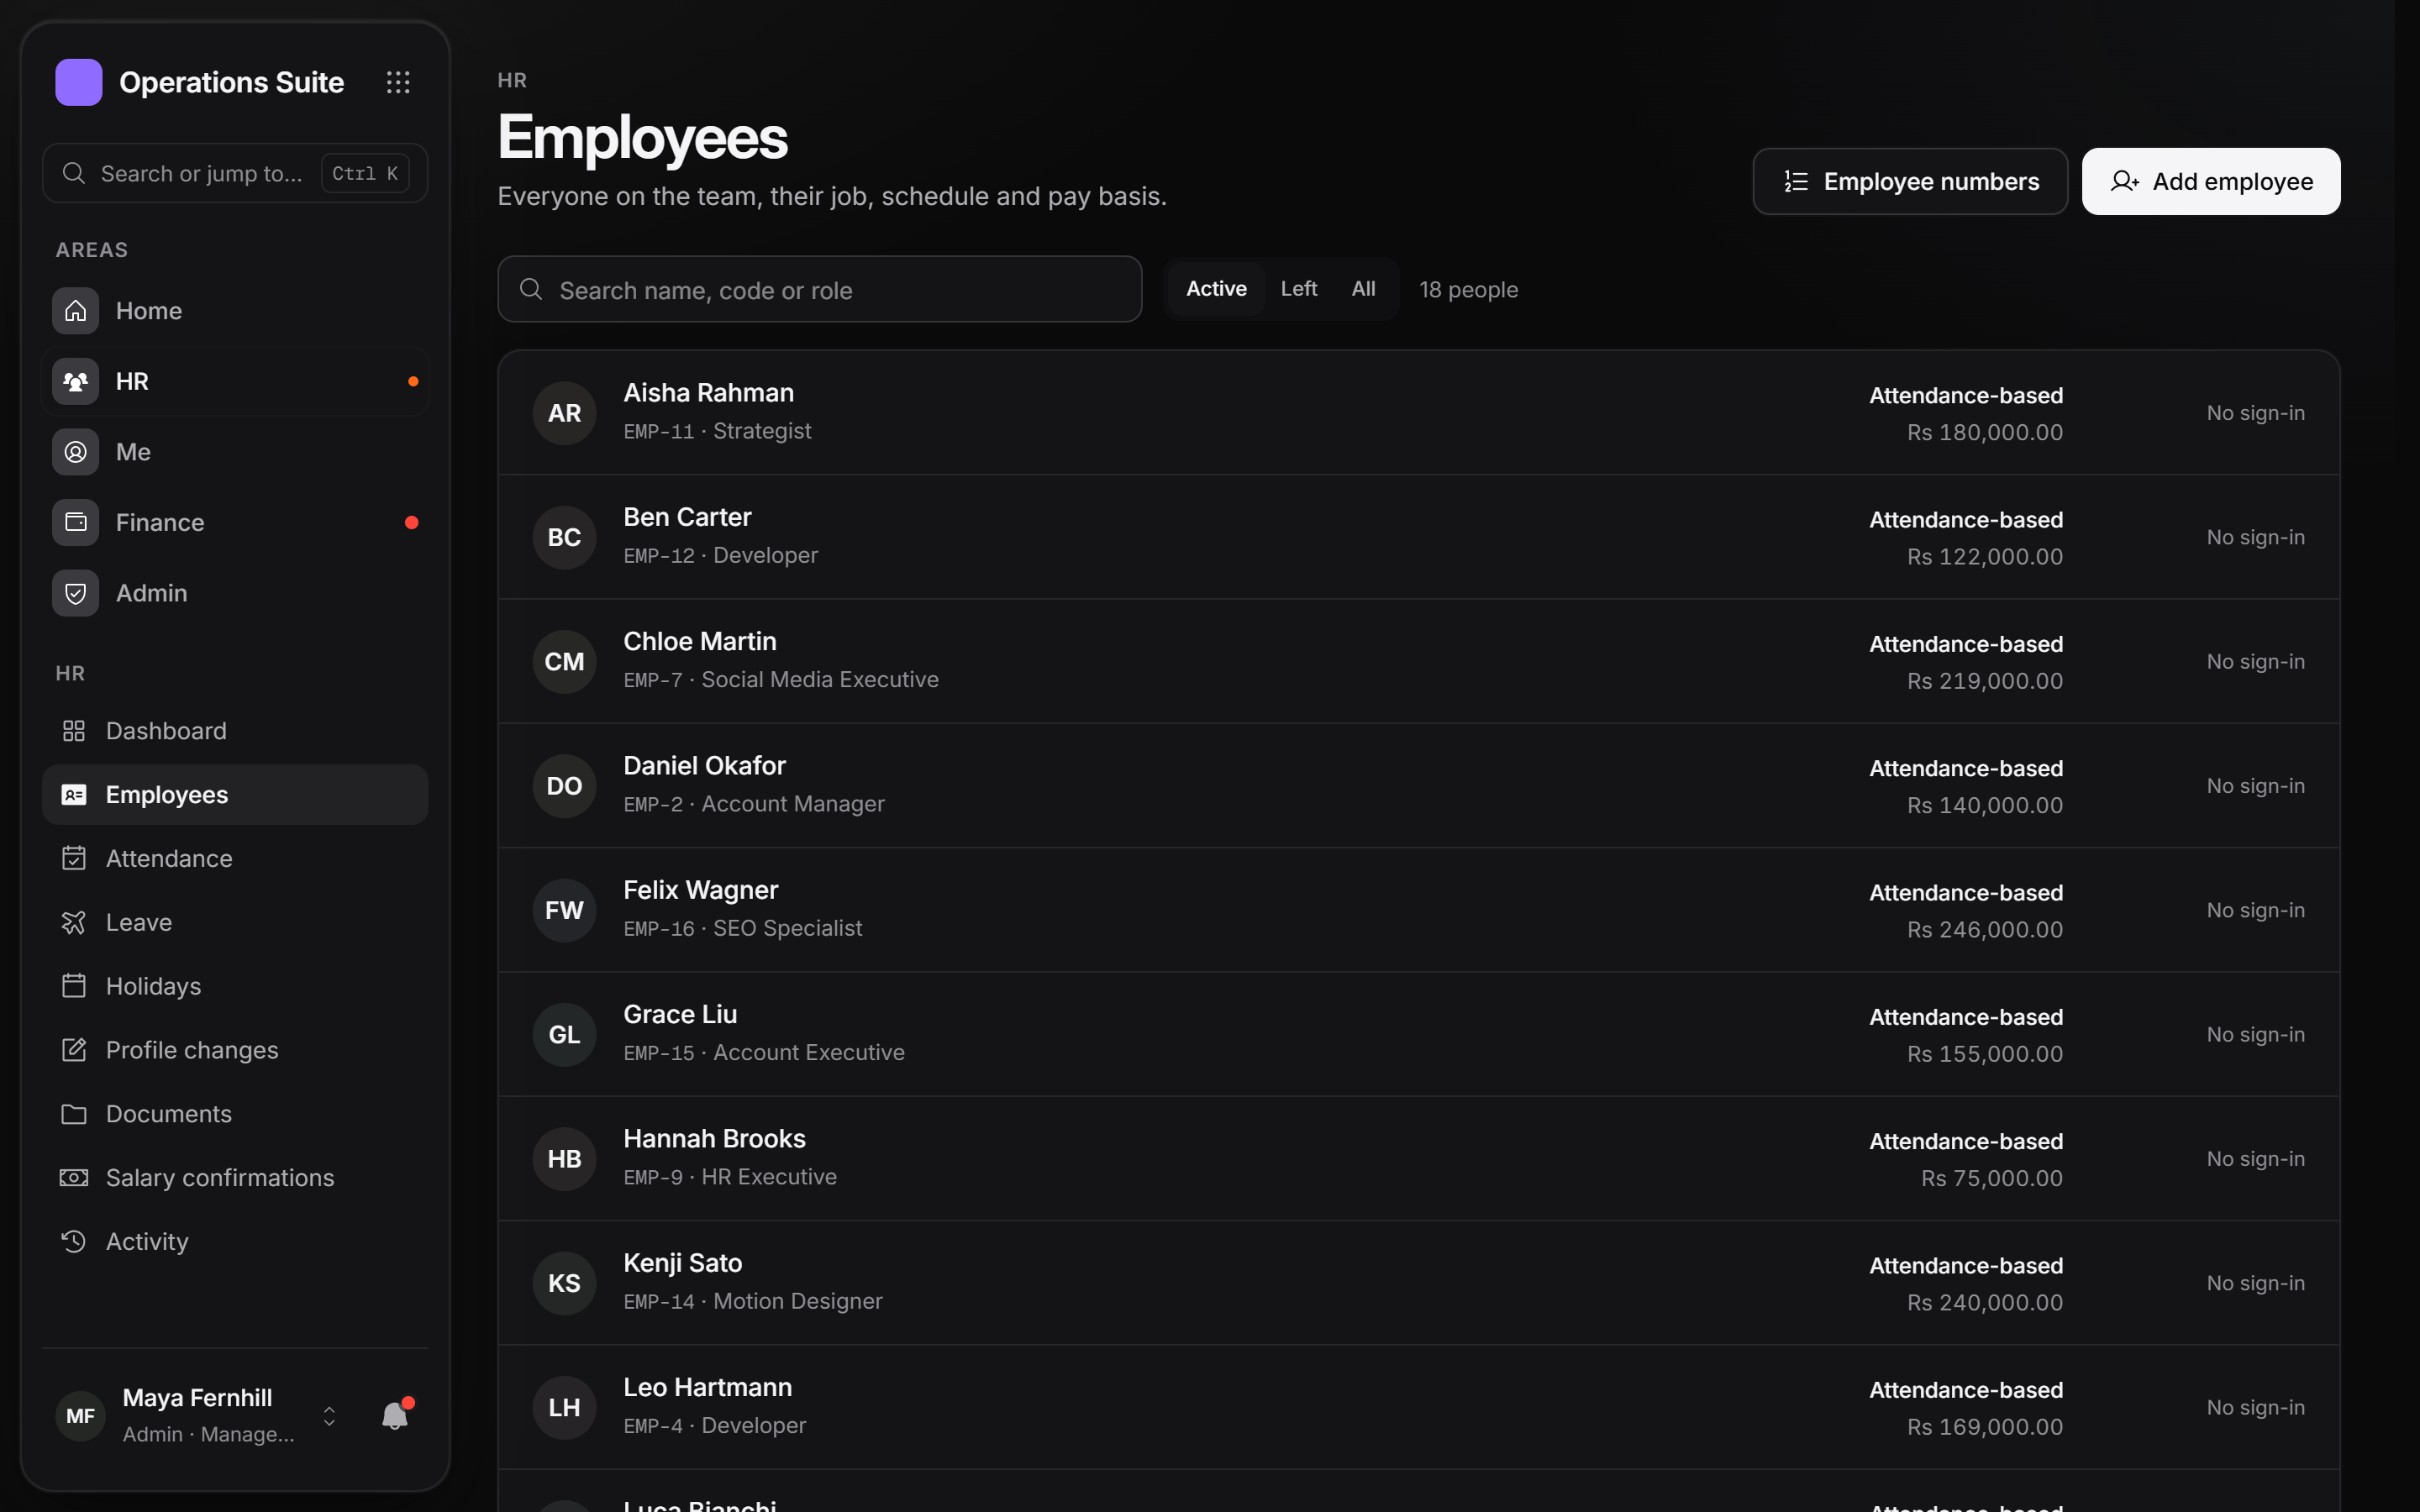 Operations Suite
Search or jump to...
Ctrl K
AREAS
Home
HR
Me
Finance
Admin
HR
Dashboard
Employees
Attendance
Leave
Holidays
Profile changes
Documents
Salary confirmations
Activity
MF
Maya Fernhill
Admin · Manage...
HR
Employees
Everyone on the team, their job, schedule and pay basis.
Employee numbers
Add employee
Search name, code or role
Active
Left
All
18 people
AR
Aisha Rahman
EMP-11 · Strategist
Attendance-based
Rs 180,000.00
No sign-in
BC
Ben Carter
EMP-12 · Developer
Attendance-based
Rs 122,000.00
No sign-in
CM
Chloe Martin
EMP-7 · Social Media Executive
Attendance-based
Rs 219,000.00
No sign-in
DO
Daniel Okafor
EMP-2 · Account Manager
Attendance-based
Rs 140,000.00
No sign-in
FW
Felix Wagner
EMP-16 · SEO Specialist
Attendance-based
Rs 246,000.00
No sign-in
GL
Grace Liu
EMP-15 · Account Executive
Attendance-based
Rs 155,000.00
No sign-in
HB
Hannah Brooks
EMP-9 · HR Executive
Attendance-based
Rs 75,000.00
No sign-in
KS
Kenji Sato
EMP-14 · Motion Designer
Attendance-based
Rs 240,000.00
No sign-in
LH
Leo Hartmann
EMP-4 · Developer
Attendance-based
Rs 169,000.00
No sign-in
Luca Bianchi